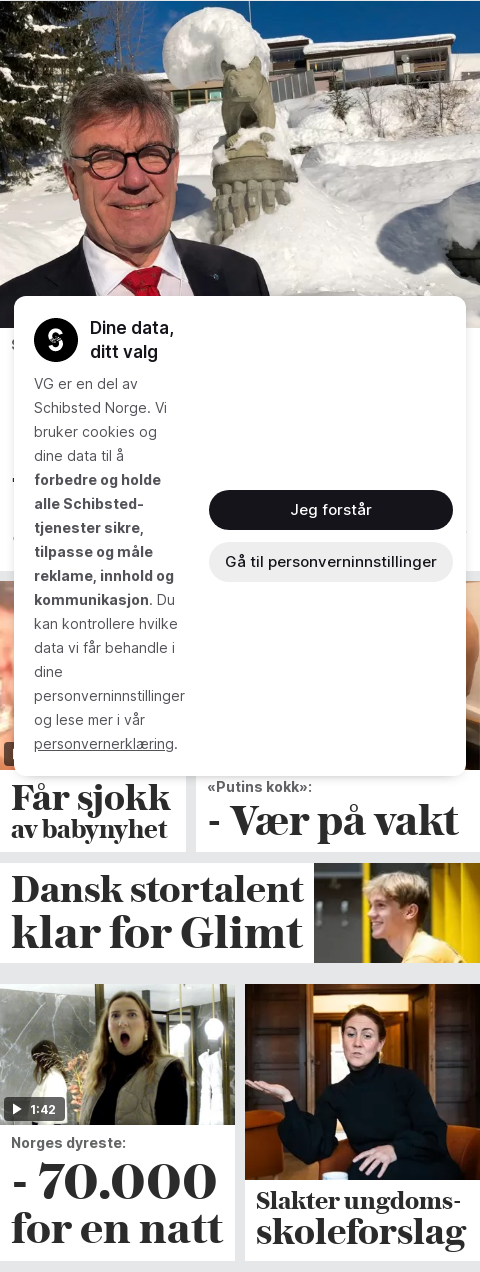 Dine data,
ditt valg
VG er en del av
Schibsted Norge. Vi
bruker cookies og
dine data til å
forbedre og holde
alle Schibsted-
tjenester sikre,
tilpasse og måle
reklame, innhold og
kommunikasjon. Du
kan kontrollere hvilke
data vi får behandle i
dine
personverninnstillinger
og lese mer i vår
personvernerklæring.
Jeg forstår
Gå til personverninnstillinger
Får sjokk
av babynyhet
«Putins kokk»:
- Vær på vakt
Dansk stortalent
klar for Glimt
1:42
Norges dyreste:
- 70.000
for en natt
Slakter ungdoms-
skoleforslag